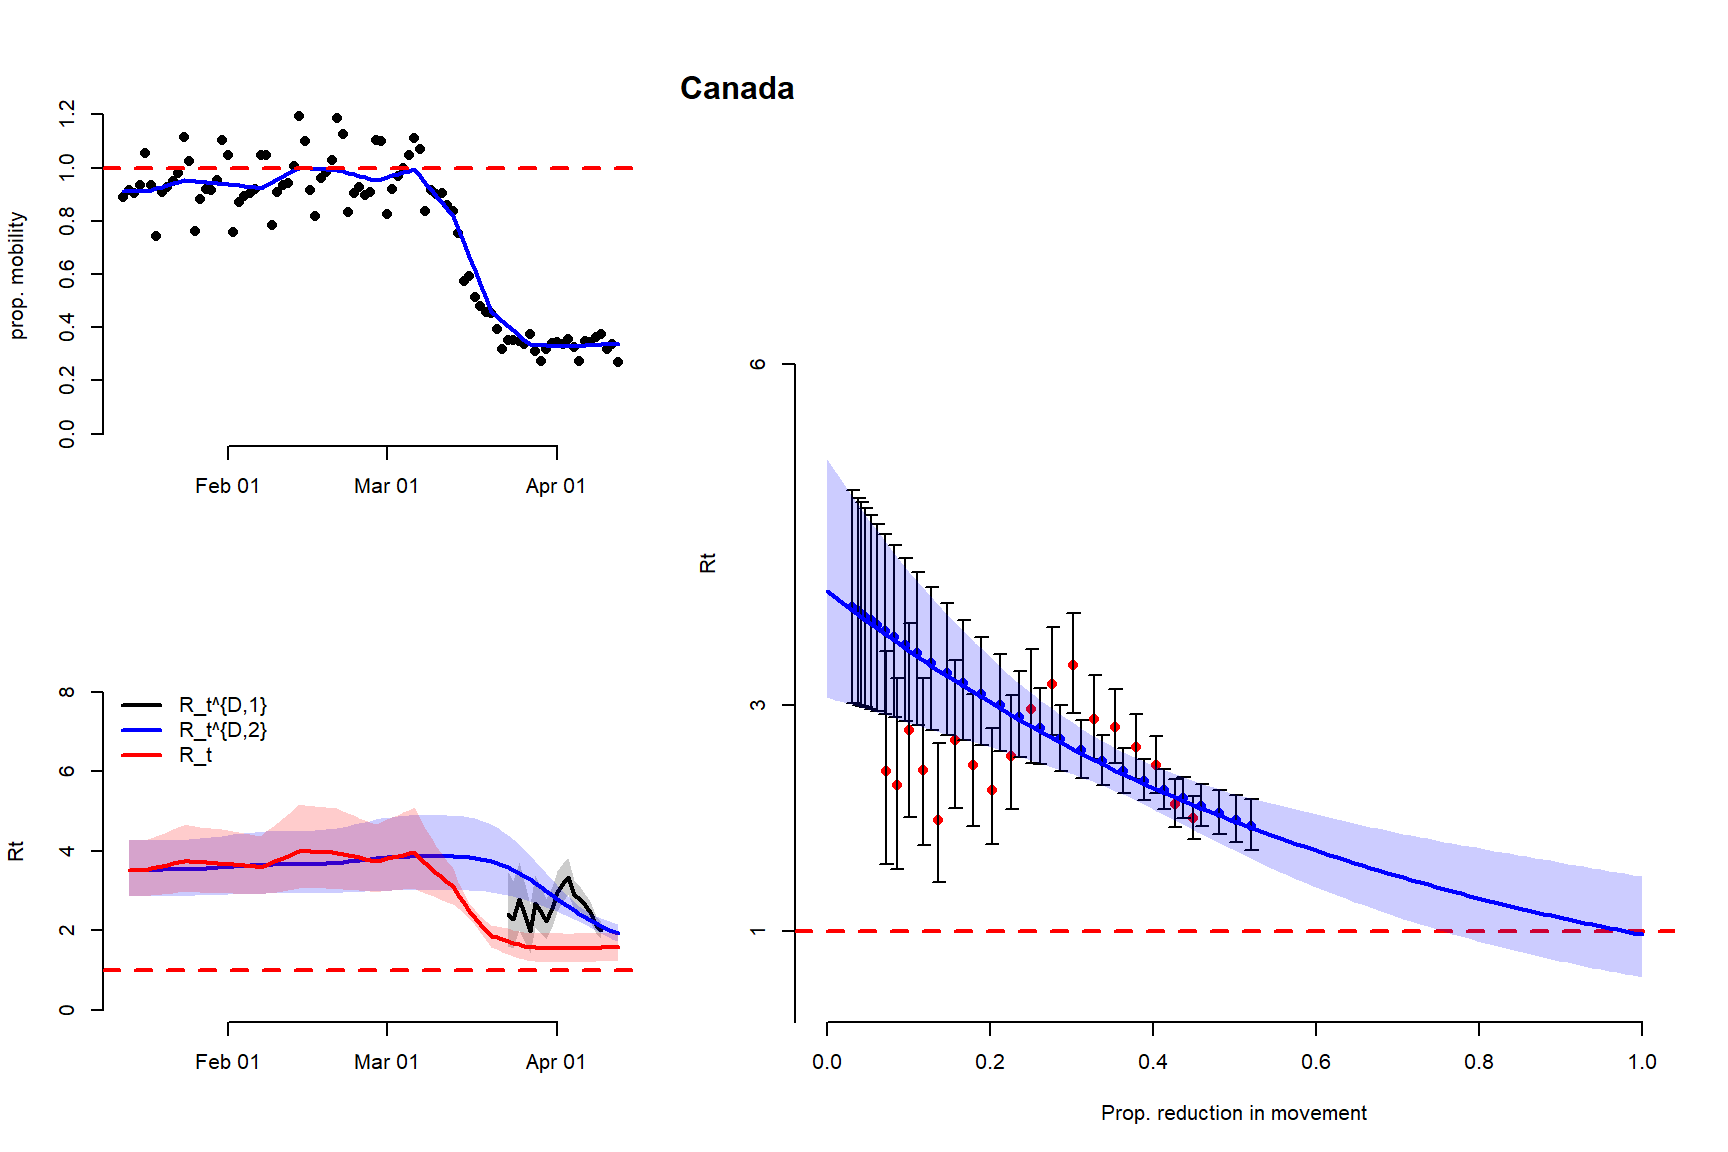 Canada
prop. mobility
0.0 0.2 0.4 0.6 0.8 1.0 1.2
Feb 01 Mar 01 Apr 01
Rt
0 2 4 6 8
R_t^{D,1}
R_t^{D,2}
R_t
Feb 01 Mar 01 Apr 01
Rt
1 3 6
0.0 0.2 0.4 0.6 0.8 1.0
Prop. reduction in movement